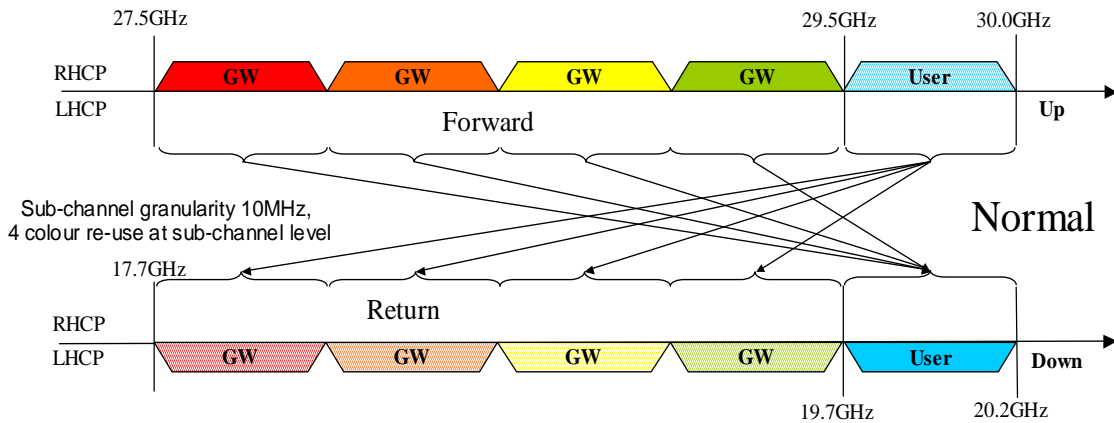 27.5GHz 29.5GHz 30.0GHz
RHCP GW GW GW GW User
LHCP Forward Up
Sub-channel granularity 10MHz,
4 colour re-use at sub-channel level
Normal
17.7GHz
Return
RHCP
LHCP GW GW GW GW User Down
19.7GHz 20.2GHz